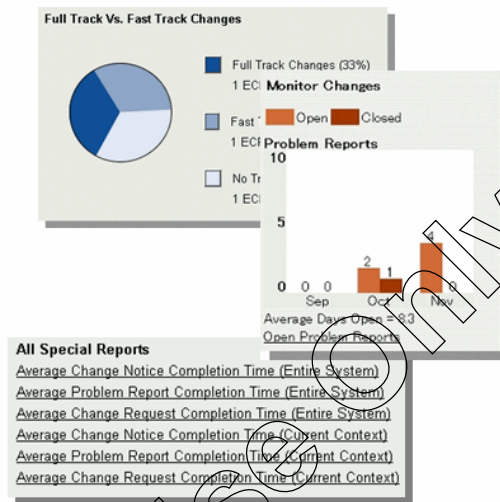 Full Track Vs. Fast Track Changes
Full Track Changes (33%)
1
Fast
1
No
1
Monitor Changes
Open Closed
Problem Reports
10
5
4
2
1
0 0 0 0
Sep Oct Nov
Average Days Open = 8.3
Open Problem Reports
All Special Reports
Average Change Notice Completion Time (Entire System)
Average Problem Report Completion Time (Entire System)
Average Change Request Completion Time (Entire System)
Average Change Notice Completion Time (Current Context)
Average Problem Report Completion Time (Current Context)
Average Change Request Completion Time (Current Context)
Only